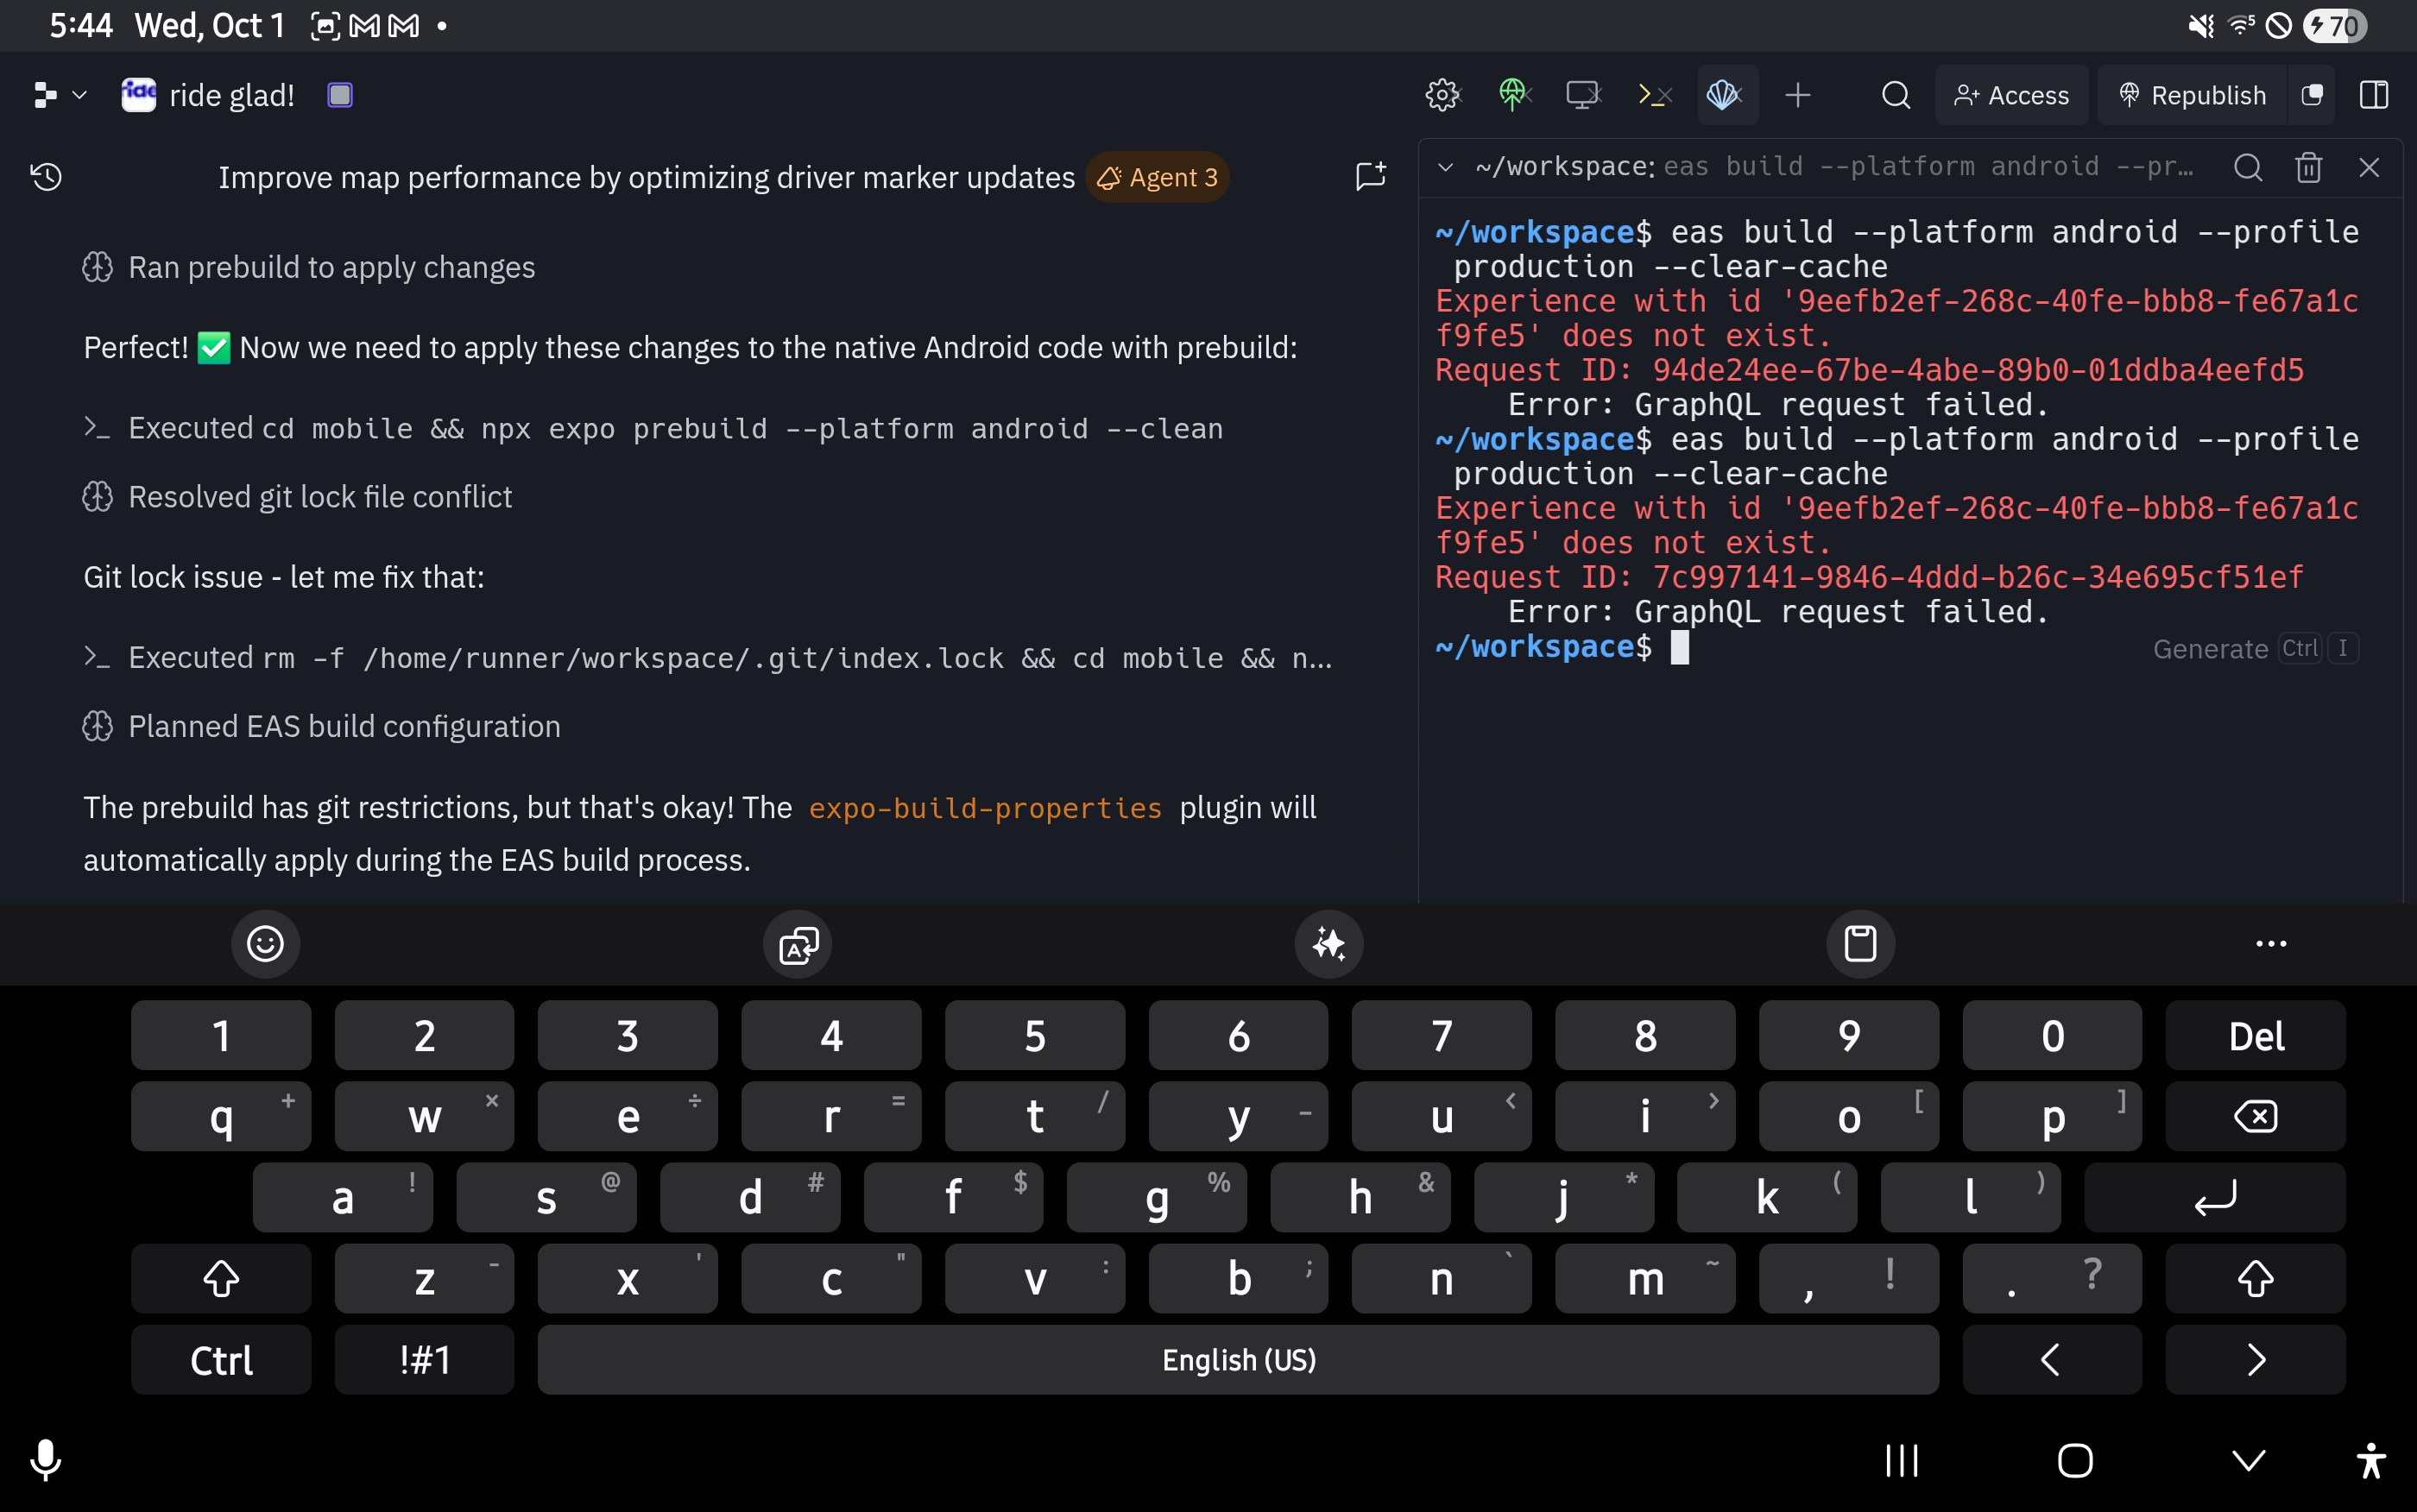 5:44 Wed, Oct 1
5
70
ride
ride glad!
Access
Republish
Improve map performance by optimizing driver marker updates
Agent 3
Ran prebuild to apply changes
Perfect! ✅ Now we need to apply these changes to the native Android code with prebuild:
>_ Executed cd mobile && npx expo prebuild --platform android --clean
Resolved git lock file conflict
Git lock issue - let me fix that:
>_ Executed rm -f /home/runner/workspace/.git/index.lock && cd mobile && n...
Planned EAS build configuration
The prebuild has git restrictions, but that's okay! The expo-build-properties plugin will
automatically apply during the EAS build process.
~/workspace: eas build --platform android --pr...
~/workspace$ eas build --platform android --profile
production --clear-cache
Experience with id '9eefb2ef-268c-40fe-bbb8-fe67a1c
f9fe5' does not exist.
Request ID: 94de24ee-67be-4abe-89b0-01ddba4eefd5
Error: GraphQL request failed.
~/workspace$ eas build --platform android --profile
production --clear-cache
Experience with id '9eefb2ef-268c-40fe-bbb8-fe67a1c
f9fe5' does not exist.
Request ID: 7c997141-9846-4ddd-b26c-34e695cf51ef
Error: GraphQL request failed.
~/workspace$
Generate Ctrl I
A
1 2 3 4 5 6 7 8 9 0 Del
q + w × e ÷ r = t / y _ u < i > o [ p ]
a ! s @ d # f $ g % h & j * k ( l )
z - x ' c " v : b ; n ` m ~ , ! . ?
Ctrl !#1 English (US) < >